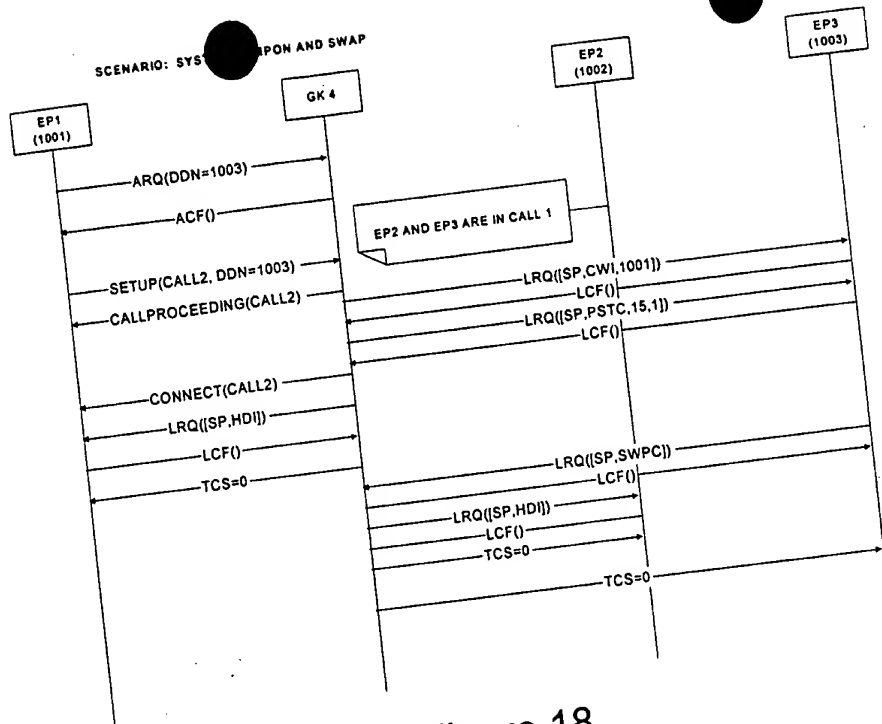 SCENARIO: SYS
PON AND SWAP
EP1
(1001)
GK 4
EP2
(1002)
EP3
(1003)
ARQ(DDN=1003)
ACF()
EP2 AND EP3 ARE IN CALL 1
SETUP(CALL2, DDN=1003)
CALLPROCEEDING(CALL2)
LRQ([SP,CWI,1001])
LCF()
LRQ([SP,PSTC,15,1])
LCF()
CONNECT(CALL2)
LRQ([SP,HDI])
LCF()
TCS=0
LRQ([SP,SWPC])
LCF()
LRQ([SP,HDI])
LCF()
TCS=0
TCS=0
18